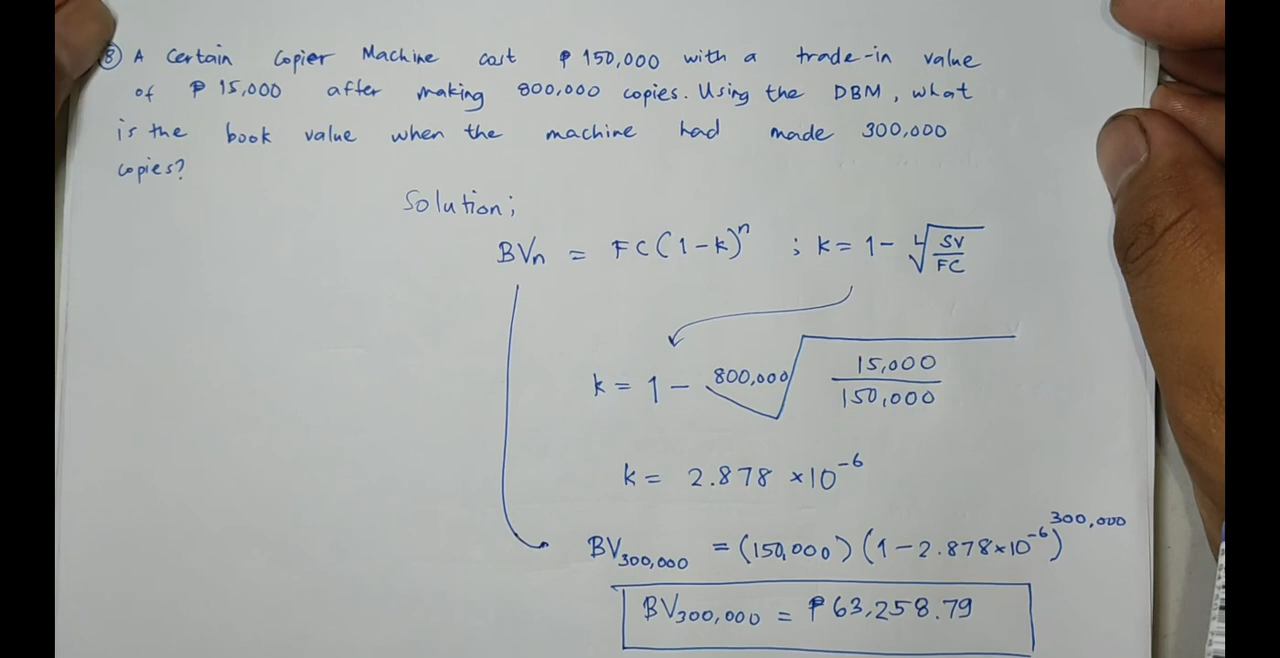 ⑧ A certain Copier Machine cost ₱ 150,000 with a trade-in value
of ₱ 15,000 after making 800,000 copies. Using the DBM, what
is the book value when the machine had made 300,000
copies?
Solution;
BVn = FC(1-k)^n ; k = 1 - ᴸ√(SV/FC)
k = 1 - ⁸⁰⁰,⁰⁰⁰√(15,000/150,000)
k = 2.878 ×10^-6
BV300,000 = (150,000)(1-2.878×10^-6)^300,000
BV300,000 = ₱63,258.79